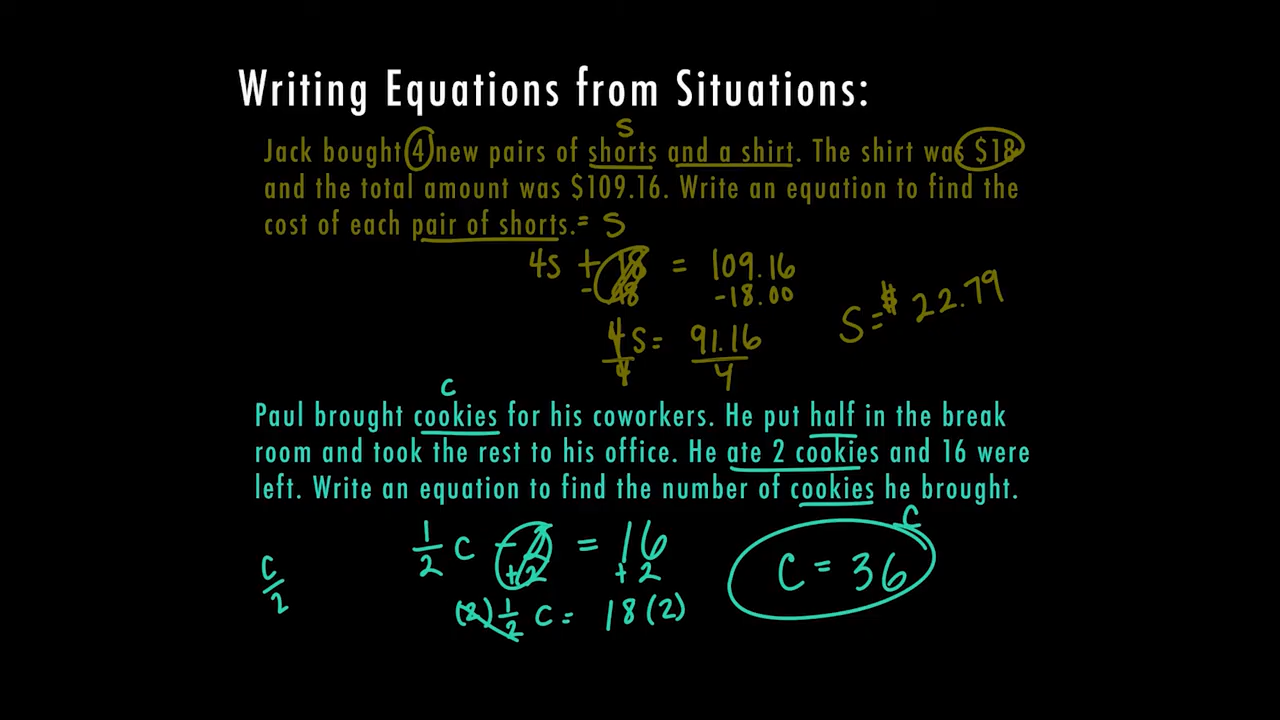 Writing Equations from Situations:
S
Jack bought 4 new pairs of shorts and a shirt. The shirt was $18
and the total amount was $109.16. Write an equation to find the
cost of each pair of shorts. = S
4S + 18 = 109.16
- 18 -18.00
4S = 91.16
4 4
S = $22.79
C
Paul brought cookies for his coworkers. He put half in the break
room and took the rest to his office. He ate 2 cookies and 16 were
left. Write an equation to find the number of cookies he brought.
C
1/2 C - 2 = 16
+2 +2
(2) 1/2 C = 18(2)
C = 36
C/2